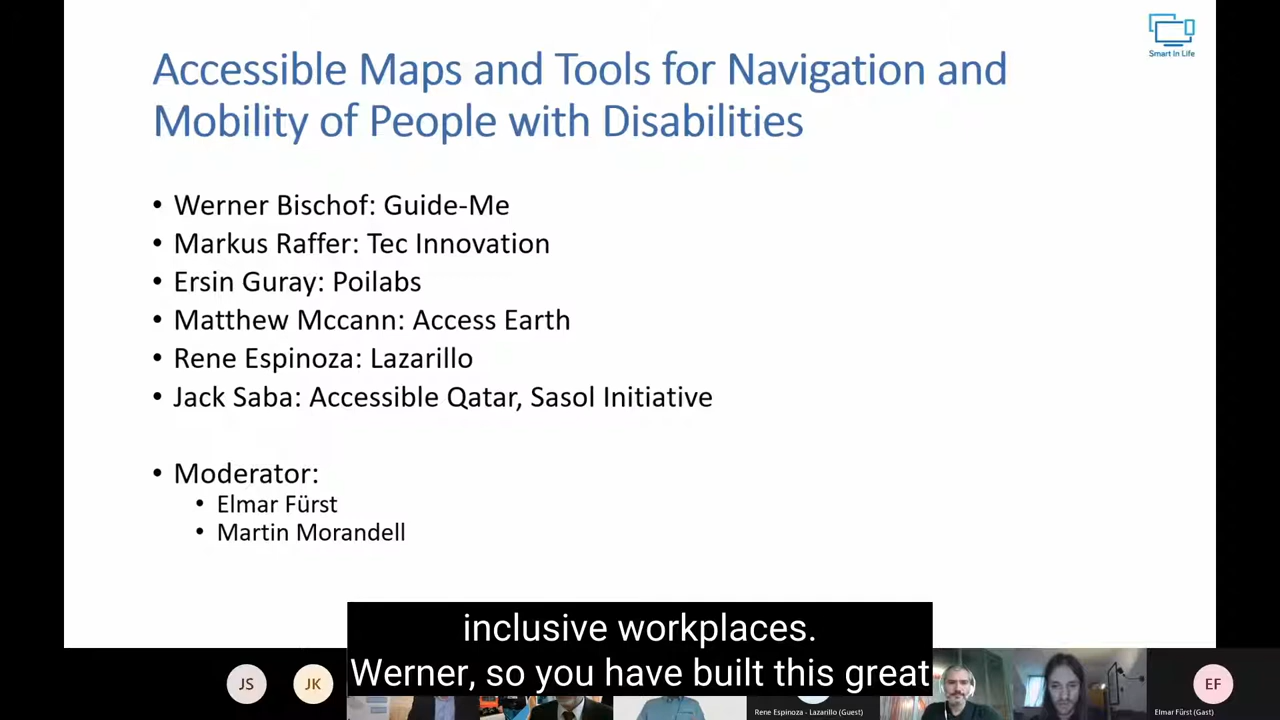 Smart In Life
Accessible Maps and Tools for Navigation and
Mobility of People with Disabilities
• Werner Bischof: Guide-Me
• Markus Raffer: Tec Innovation
• Ersin Guray: Poilabs
• Matthew Mccann: Access Earth
• Rene Espinoza: Lazarillo
• Jack Saba: Accessible Qatar, Sasol Initiative
• Moderator:
• Elmar Fürst
• Martin Morandell
inclusive workplaces.
Werner, so you have built this great
JS
JK
EF
Rene Espinoza - Lazarillo (Guest)
Elmar Fürst (Gast)